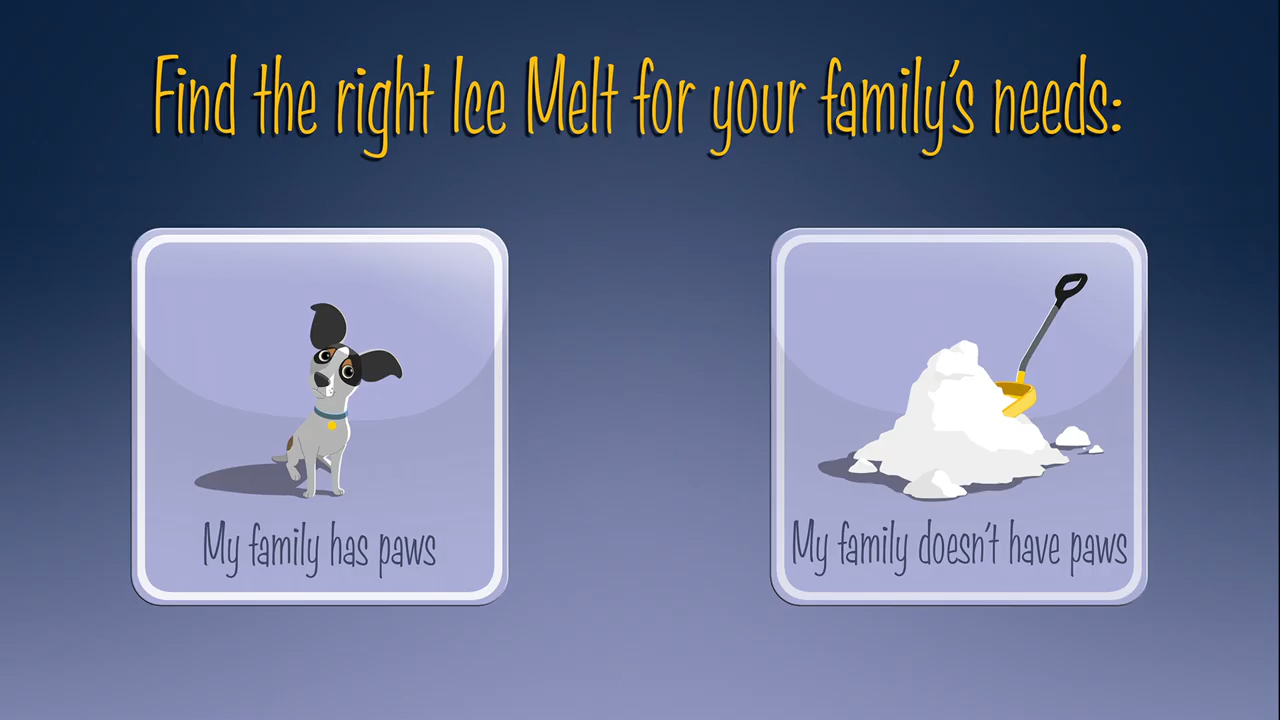 Find the right Ice Melt for your family's needs:
My family has paws
My family doesn't have paws